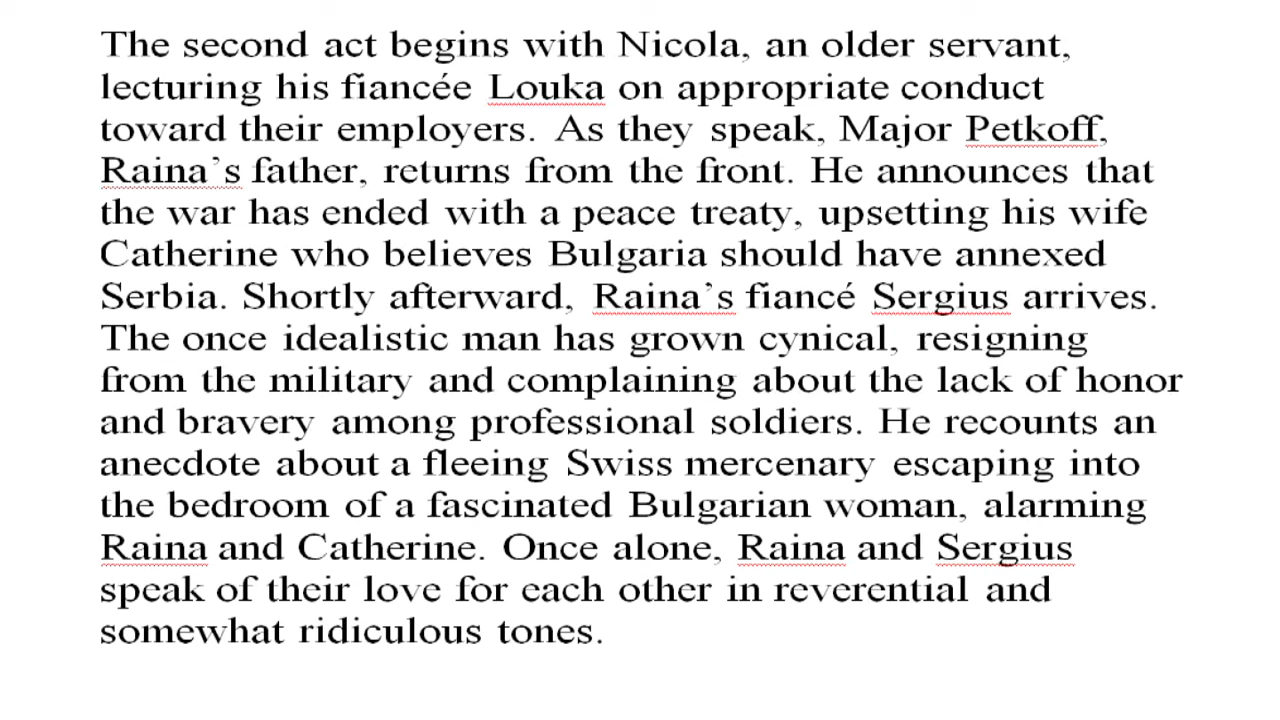 The second act begins with Nicola, an older servant,
lecturing his fiancée Louka on appropriate conduct
toward their employers. As they speak, Major Petkoff,
Raina’s father, returns from the front. He announces that
the war has ended with a peace treaty, upsetting his wife
Catherine who believes Bulgaria should have annexed
Serbia. Shortly afterward, Raina’s fiancé Sergius arrives.
The once idealistic man has grown cynical, resigning
from the military and complaining about the lack of honor
and bravery among professional soldiers. He recounts an
anecdote about a fleeing Swiss mercenary escaping into
the bedroom of a fascinated Bulgarian woman, alarming
Raina and Catherine. Once alone, Raina and Sergius
speak of their love for each other in reverential and
somewhat ridiculous tones.